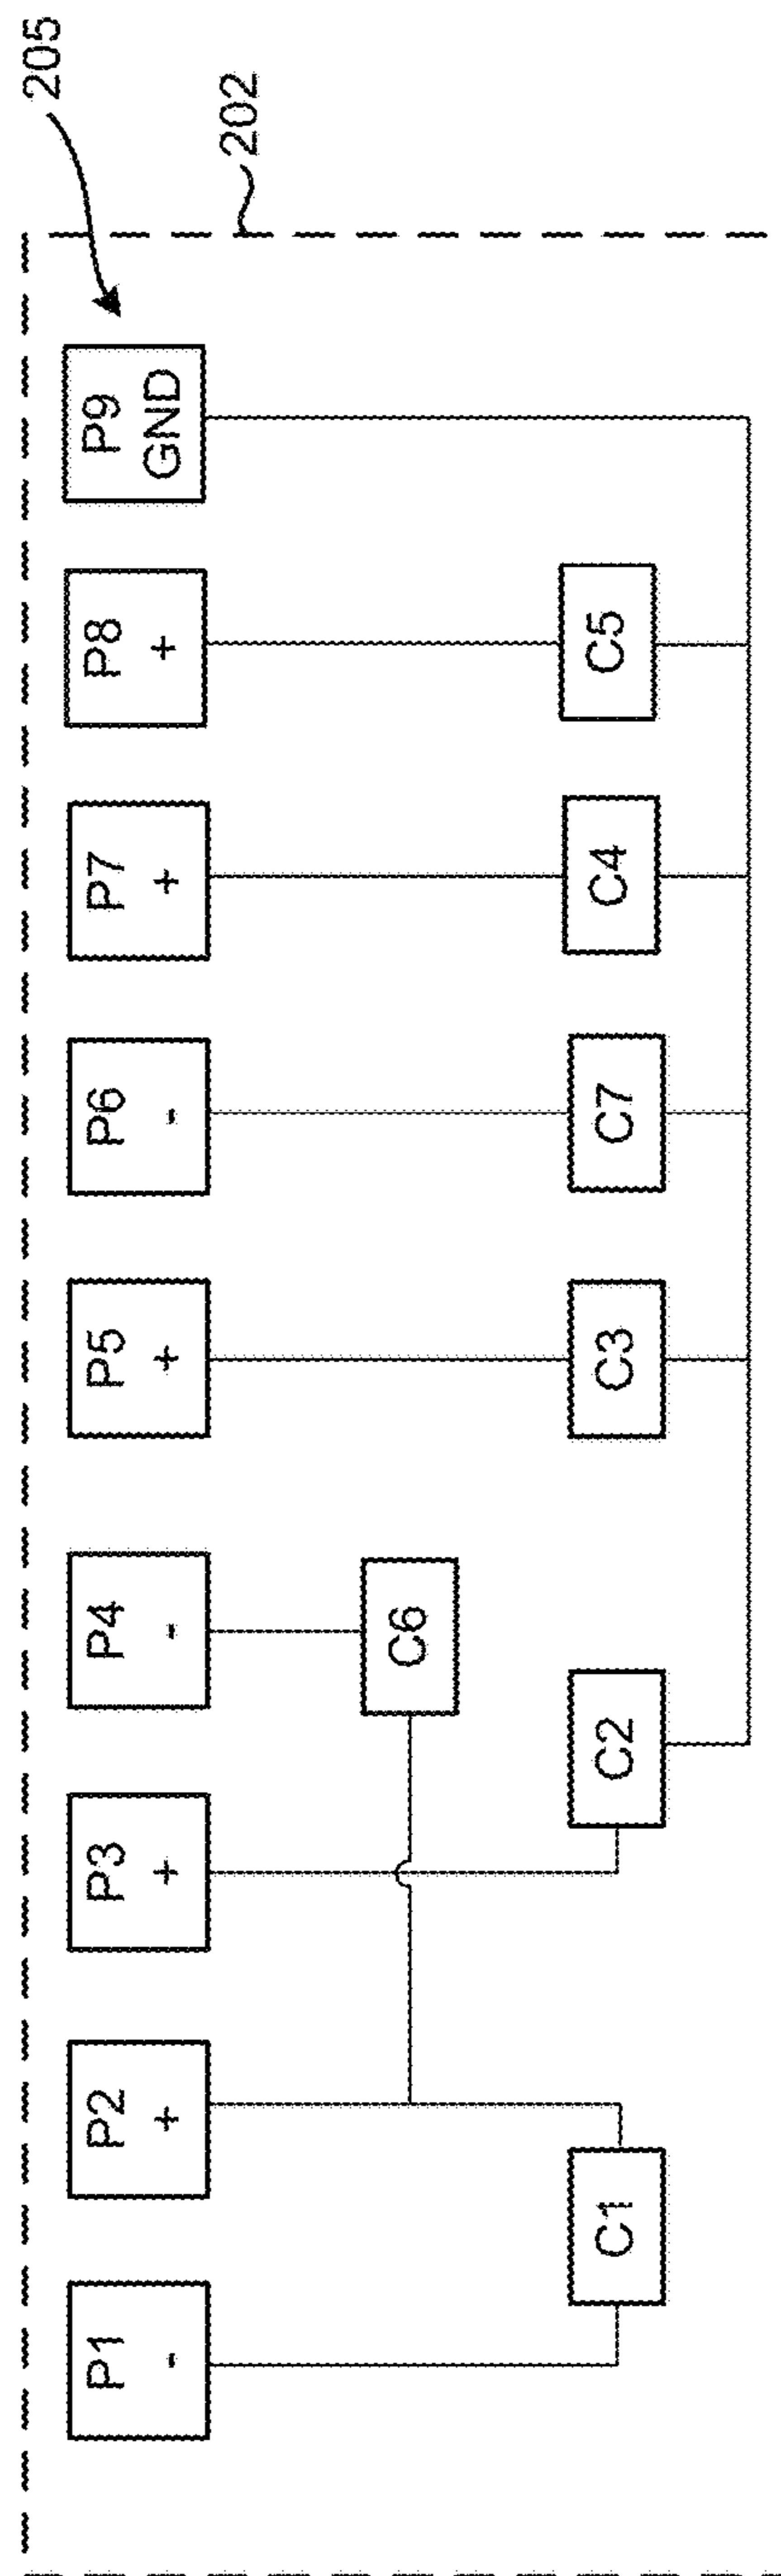 205
202
P1
-
P2
+
P3
+
P4
-
P5
+
P6
-
P7
+
P8
+
P9
GND
C6
C1
C2
C3
C7
C4
C5